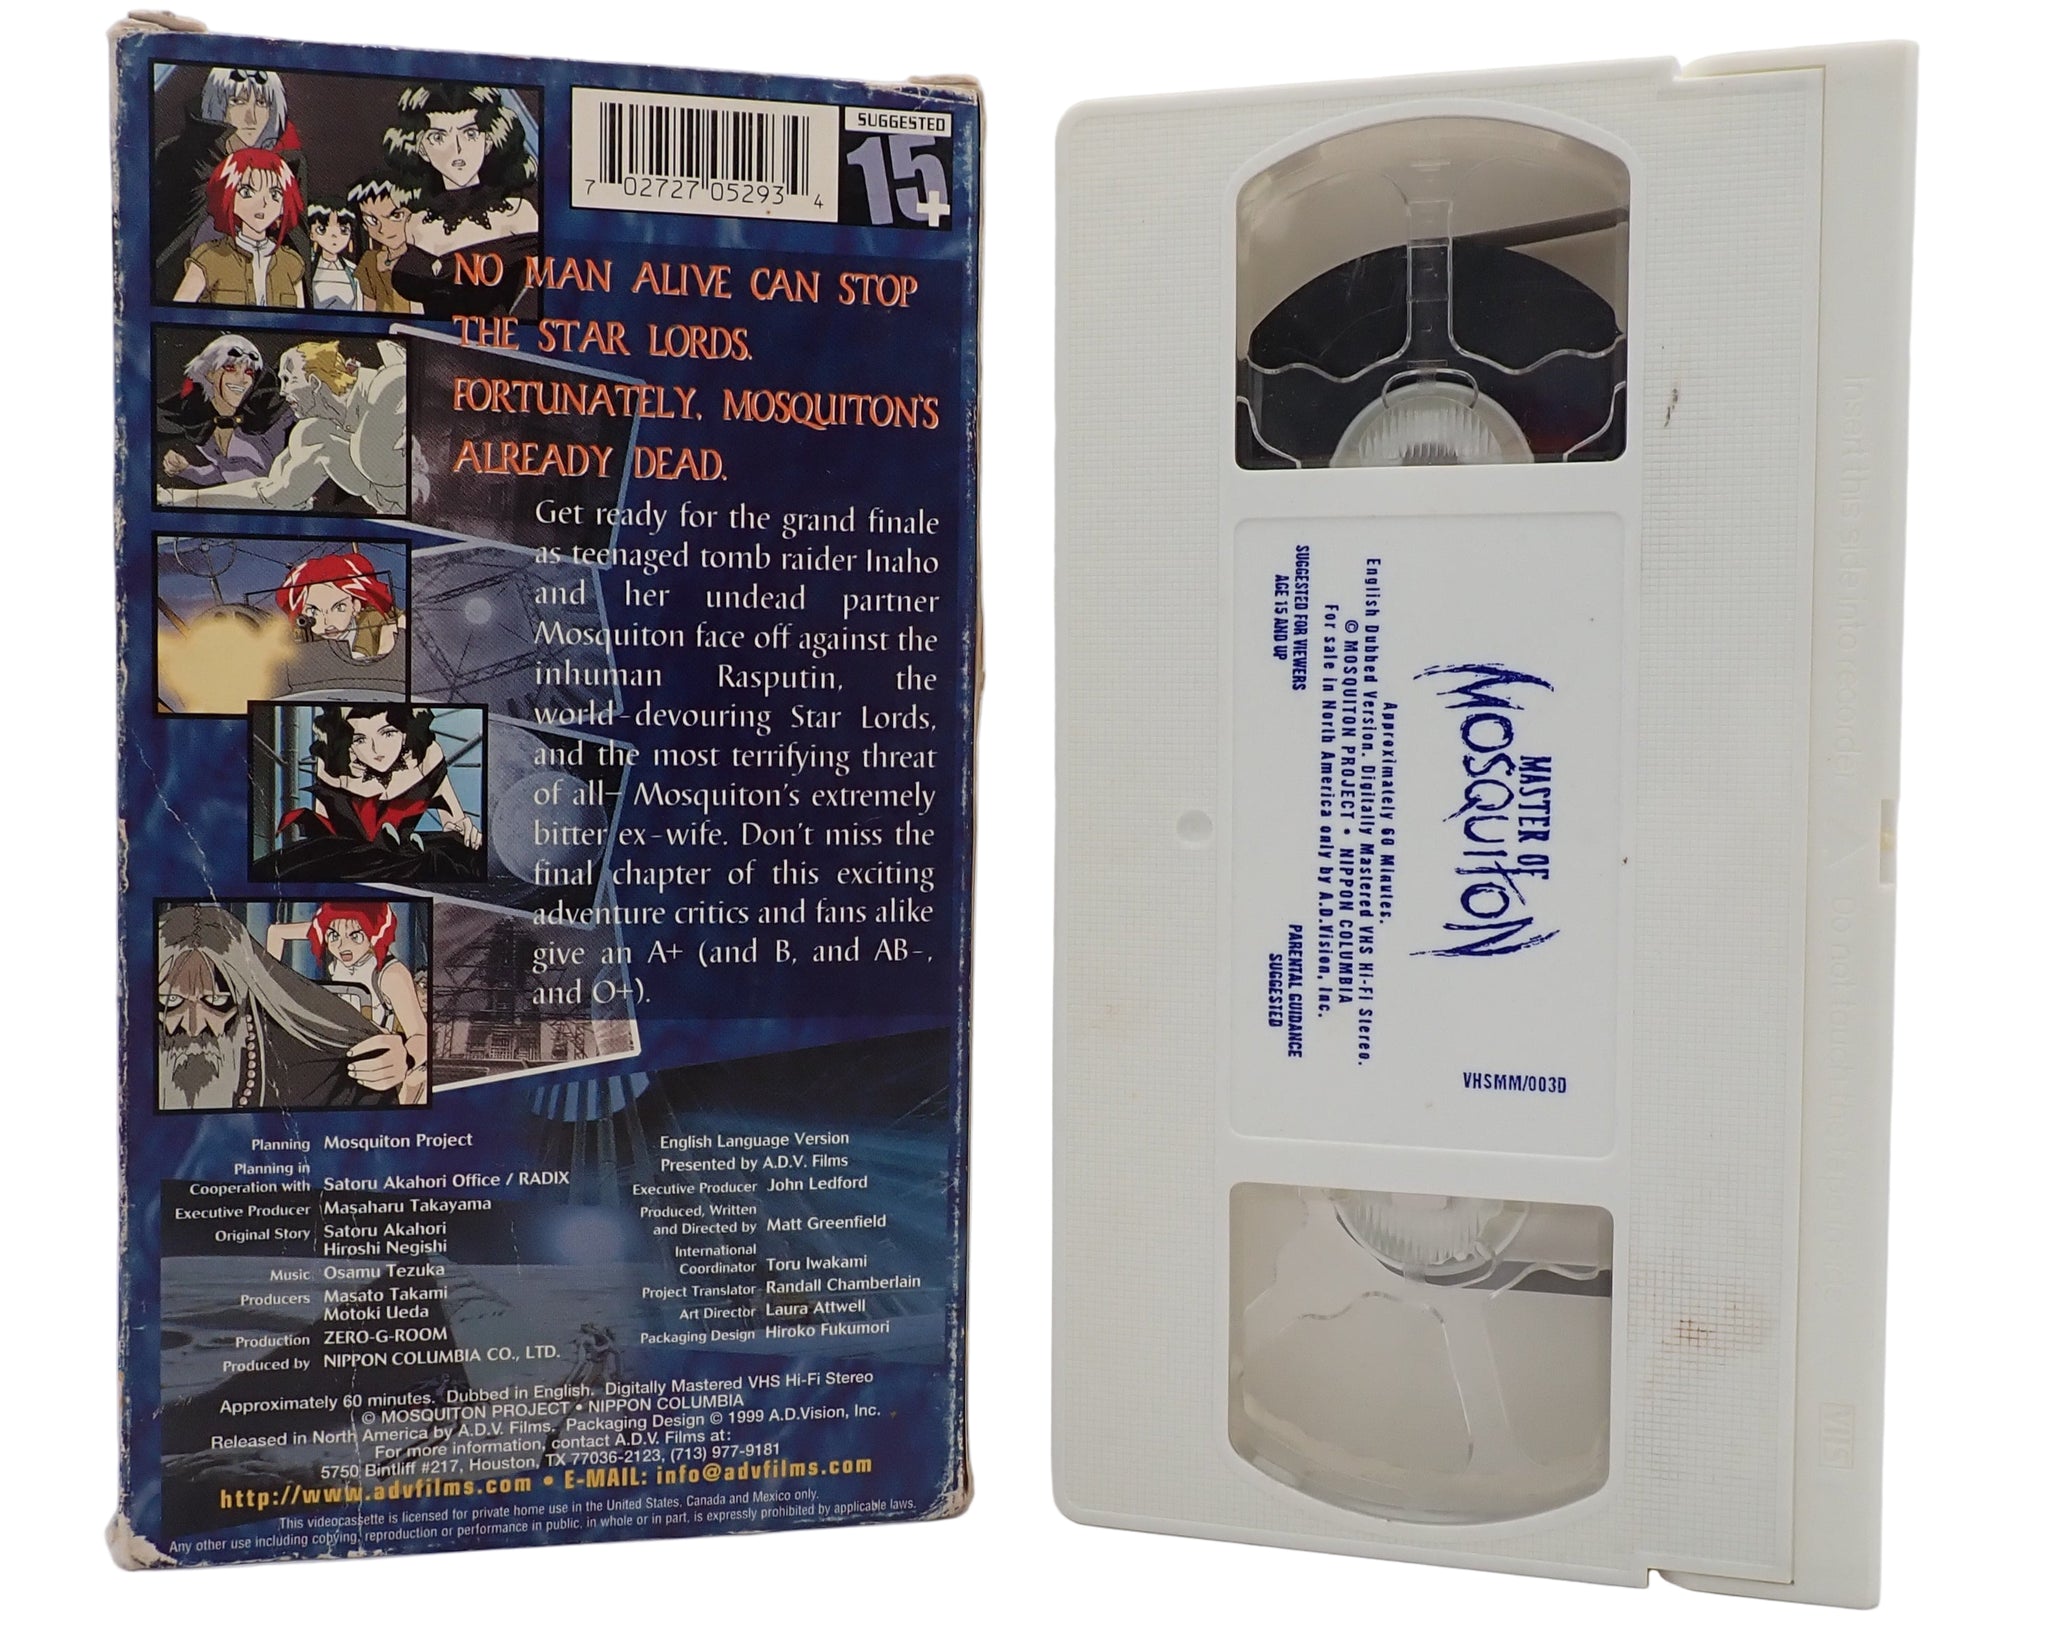 7 02727 05293 4
SUGGESTED
15+
NO MAN ALIVE CAN STOP
THE STAR LORDS.
FORTUNATELY, MOSQUITON'S
ALREADY DEAD.
Get ready for the grand finale
as teenaged tomb raider Inaho
and her undead partner
Mosquiton face off against the
inhuman Rasputin, the
world-devouring Star Lords,
and the most terrifying threat
of all— Mosquiton's extremely
bitter ex-wife. Don't miss the
final chapter of this exciting
adventure critics and fans alike
give an A+ (and B, and AB-,
and O+).
Planning Mosquiton Project
Planning in
Cooperation with Satoru Akahori Office / RADIX
Executive Producer Masaharu Takayama
Original Story Satoru Akahori
Hiroshi Negishi
Music Osamu Tezuka
Producers Masato Takami
Motoki Ueda
Production ZERO-G-ROOM
Produced by NIPPON COLUMBIA CO., LTD.
English Language Version
Presented by A.D.V. Films
Executive Producer John Ledford
Produced, Written
and Directed by Matt Greenfield
International
Coordinator Toru Iwakami
Project Translator Randall Chamberlain
Art Director Laura Attwell
Packaging Design Hiroko Fukumori
Approximately 60 minutes. Dubbed in English. Digitally Mastered VHS Hi-Fi Stereo
© MOSQUITON PROJECT • NIPPON COLUMBIA
Released in North America by A.D.V. Films. Packaging Design © 1999 A.D.Vision, Inc.
For more information, contact A.D.V. Films at:
5750 Bintliff #217, Houston, TX 77036-2123, (713) 977-9181
http://www.advfilms.com • E-MAIL: info@advfilms.com
This videocassette is licensed for private home use in the United States, Canada and Mexico only.
Any other use including copying, reproduction or performance in public, in whole or in part, is expressly prohibited by applicable laws.
MASTER OF
MOSQUITON
VHSMM/003D
Approximately 60 Minutes.
English Dubbed Version. Digitally Mastered VHS Hi-Fi Stereo.
© MOSQUITON PROJECT • NIPPON COLUMBIA
For sale in North America only by A.D.Vision, Inc.
SUGGESTED FOR VIEWERS
AGE 15 AND UP
PARENTAL GUIDANCE
SUGGESTED
Insert this side into recorder
Do not touch the tape inside
VHS